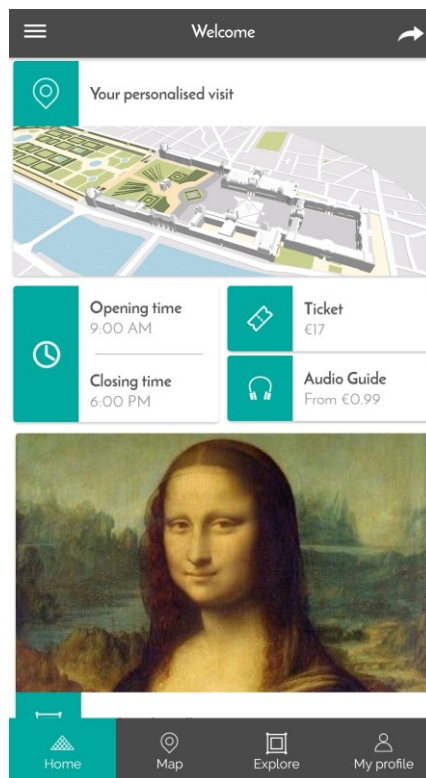 Welcome
Your personalised visit
Opening time
9:00 AM
Closing time
6:00 PM
Ticket
€17
Audio Guide
From €0.99
Home
Map
Explore
My profile